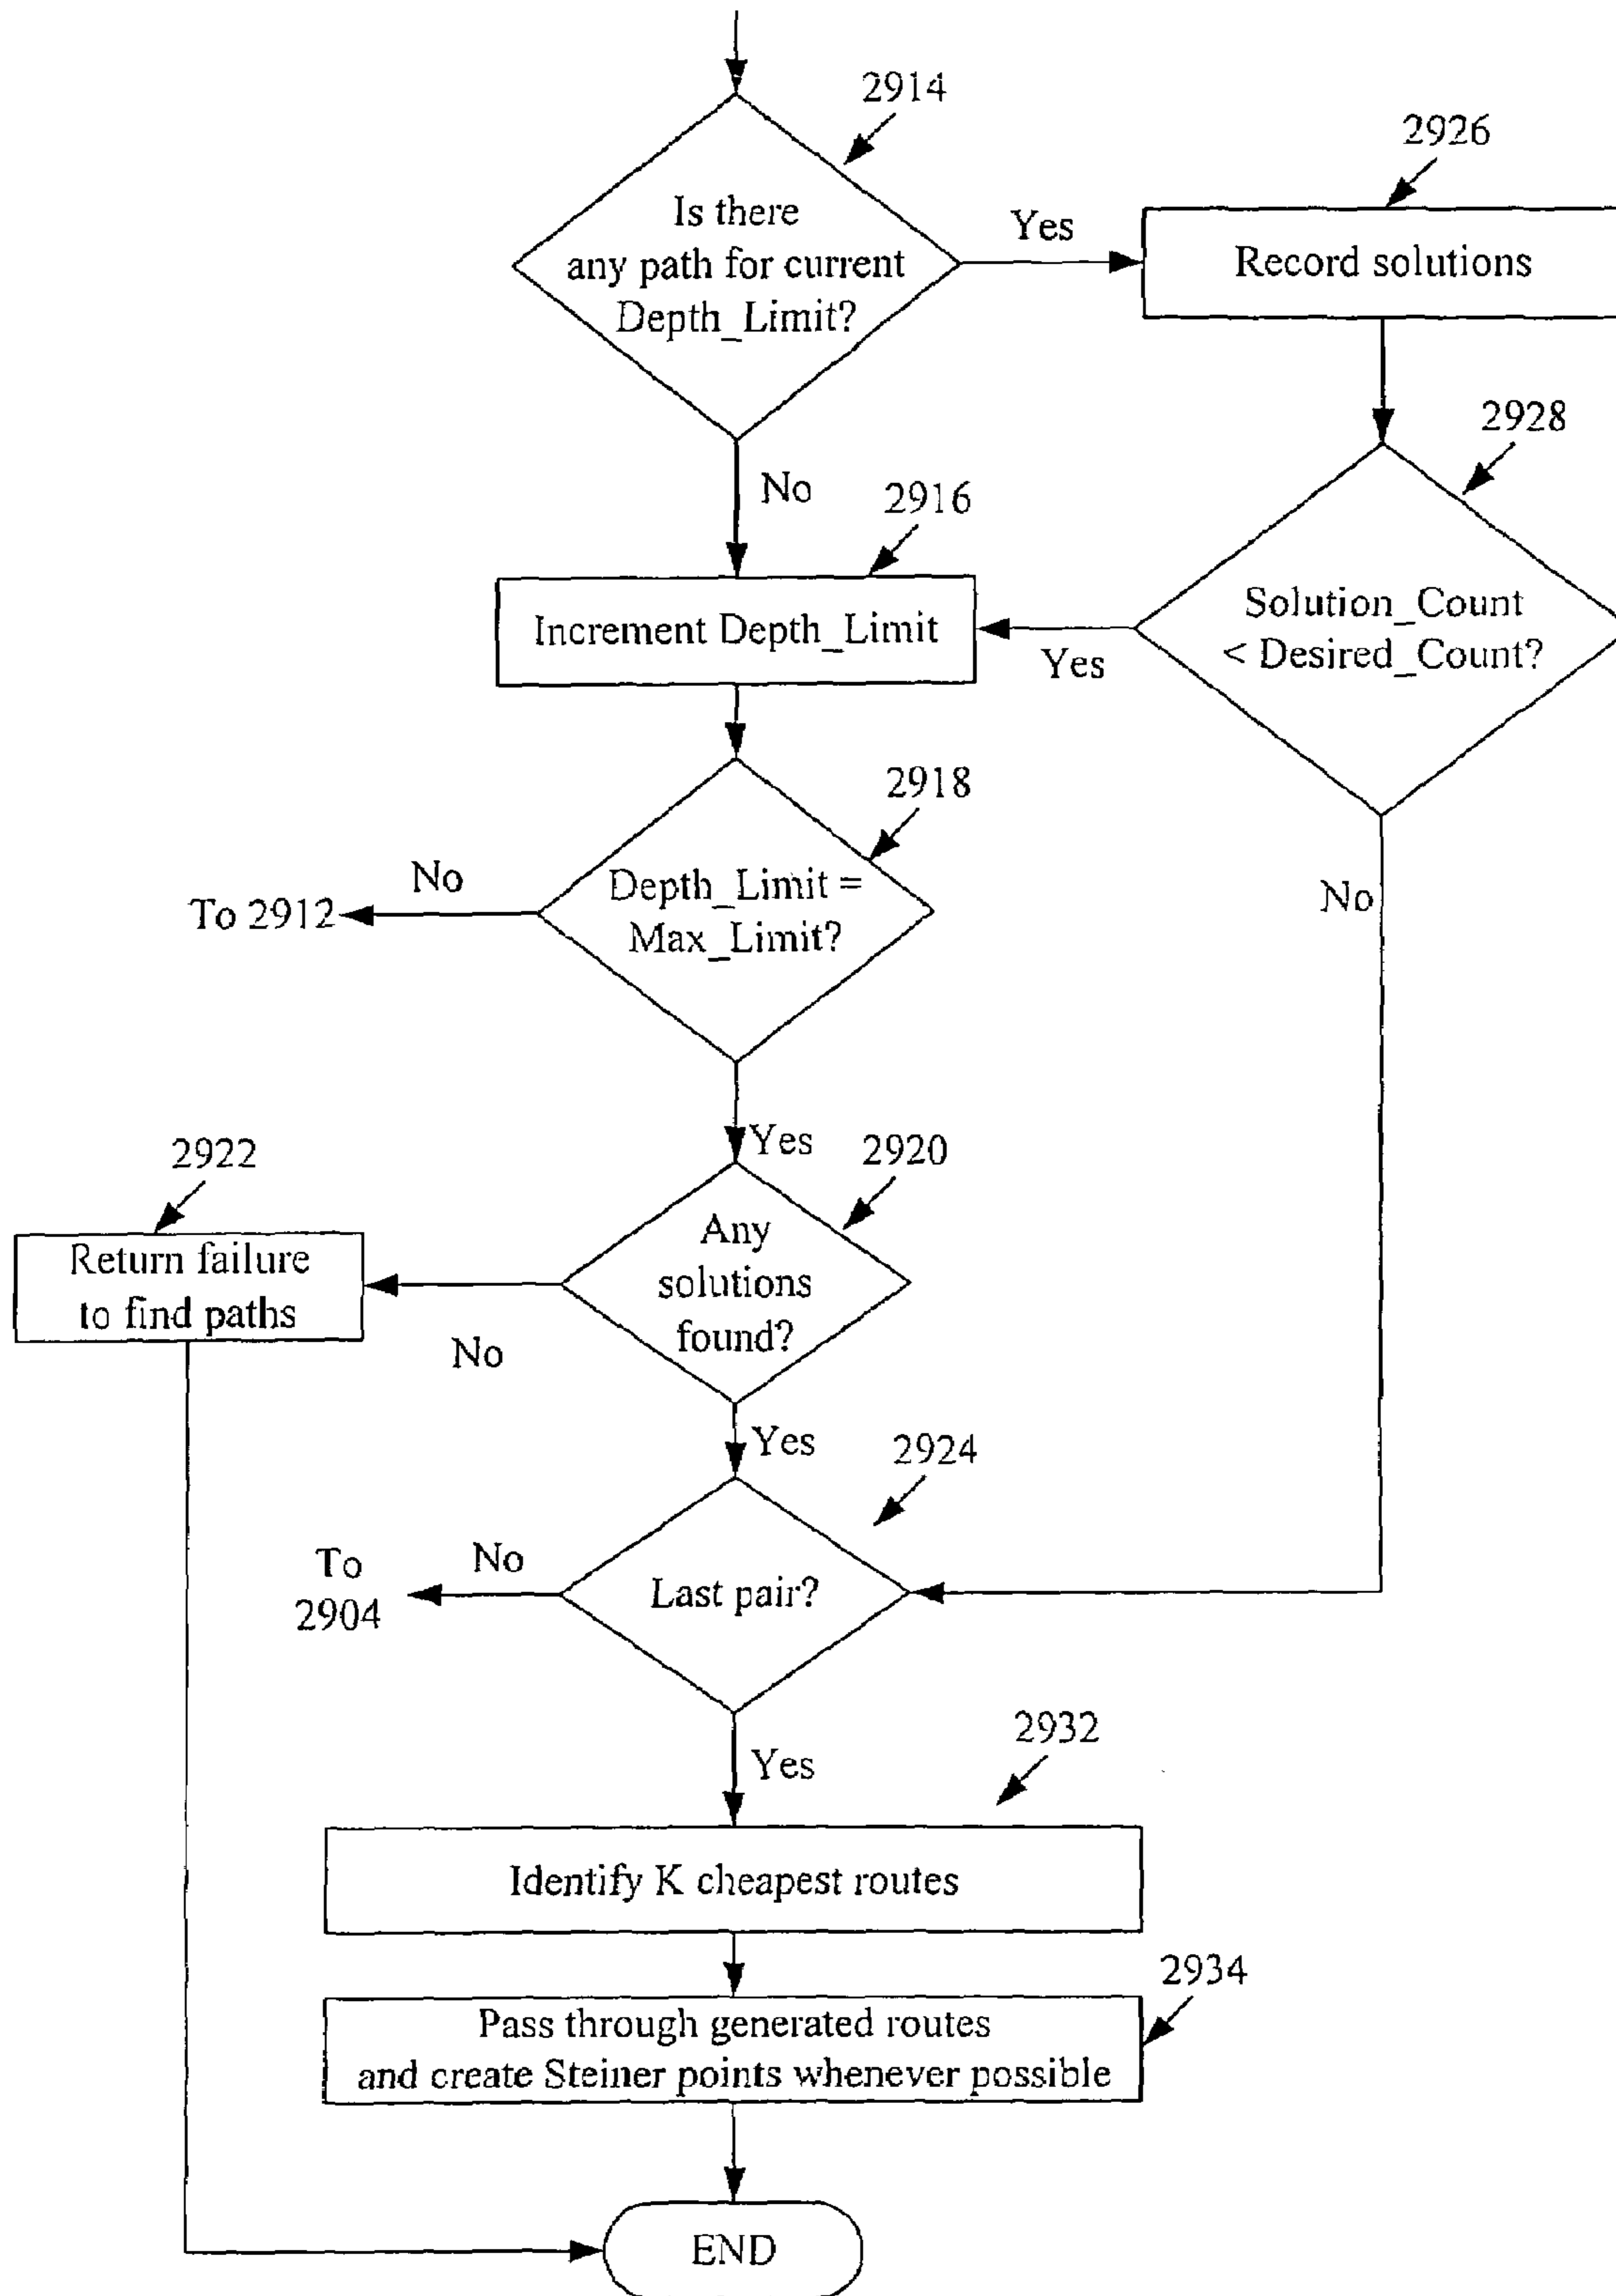 2914
Is there
any path for current
Depth_Limit?
Yes
2926
Record solutions
2928
Solution_Count
< Desired_Count?
No
2916
Increment Depth_Limit
Yes
2918
Depth_Limit =
Max_Limit?
No
To 2912
No
Yes
2920
Any
solutions
found?
2922
Return failure
to find paths
No
Yes
2924
Last pair?
No
To
2904
Yes
2932
Identify K cheapest routes
2934
Pass through generated routes
and create Steiner points whenever possible
END